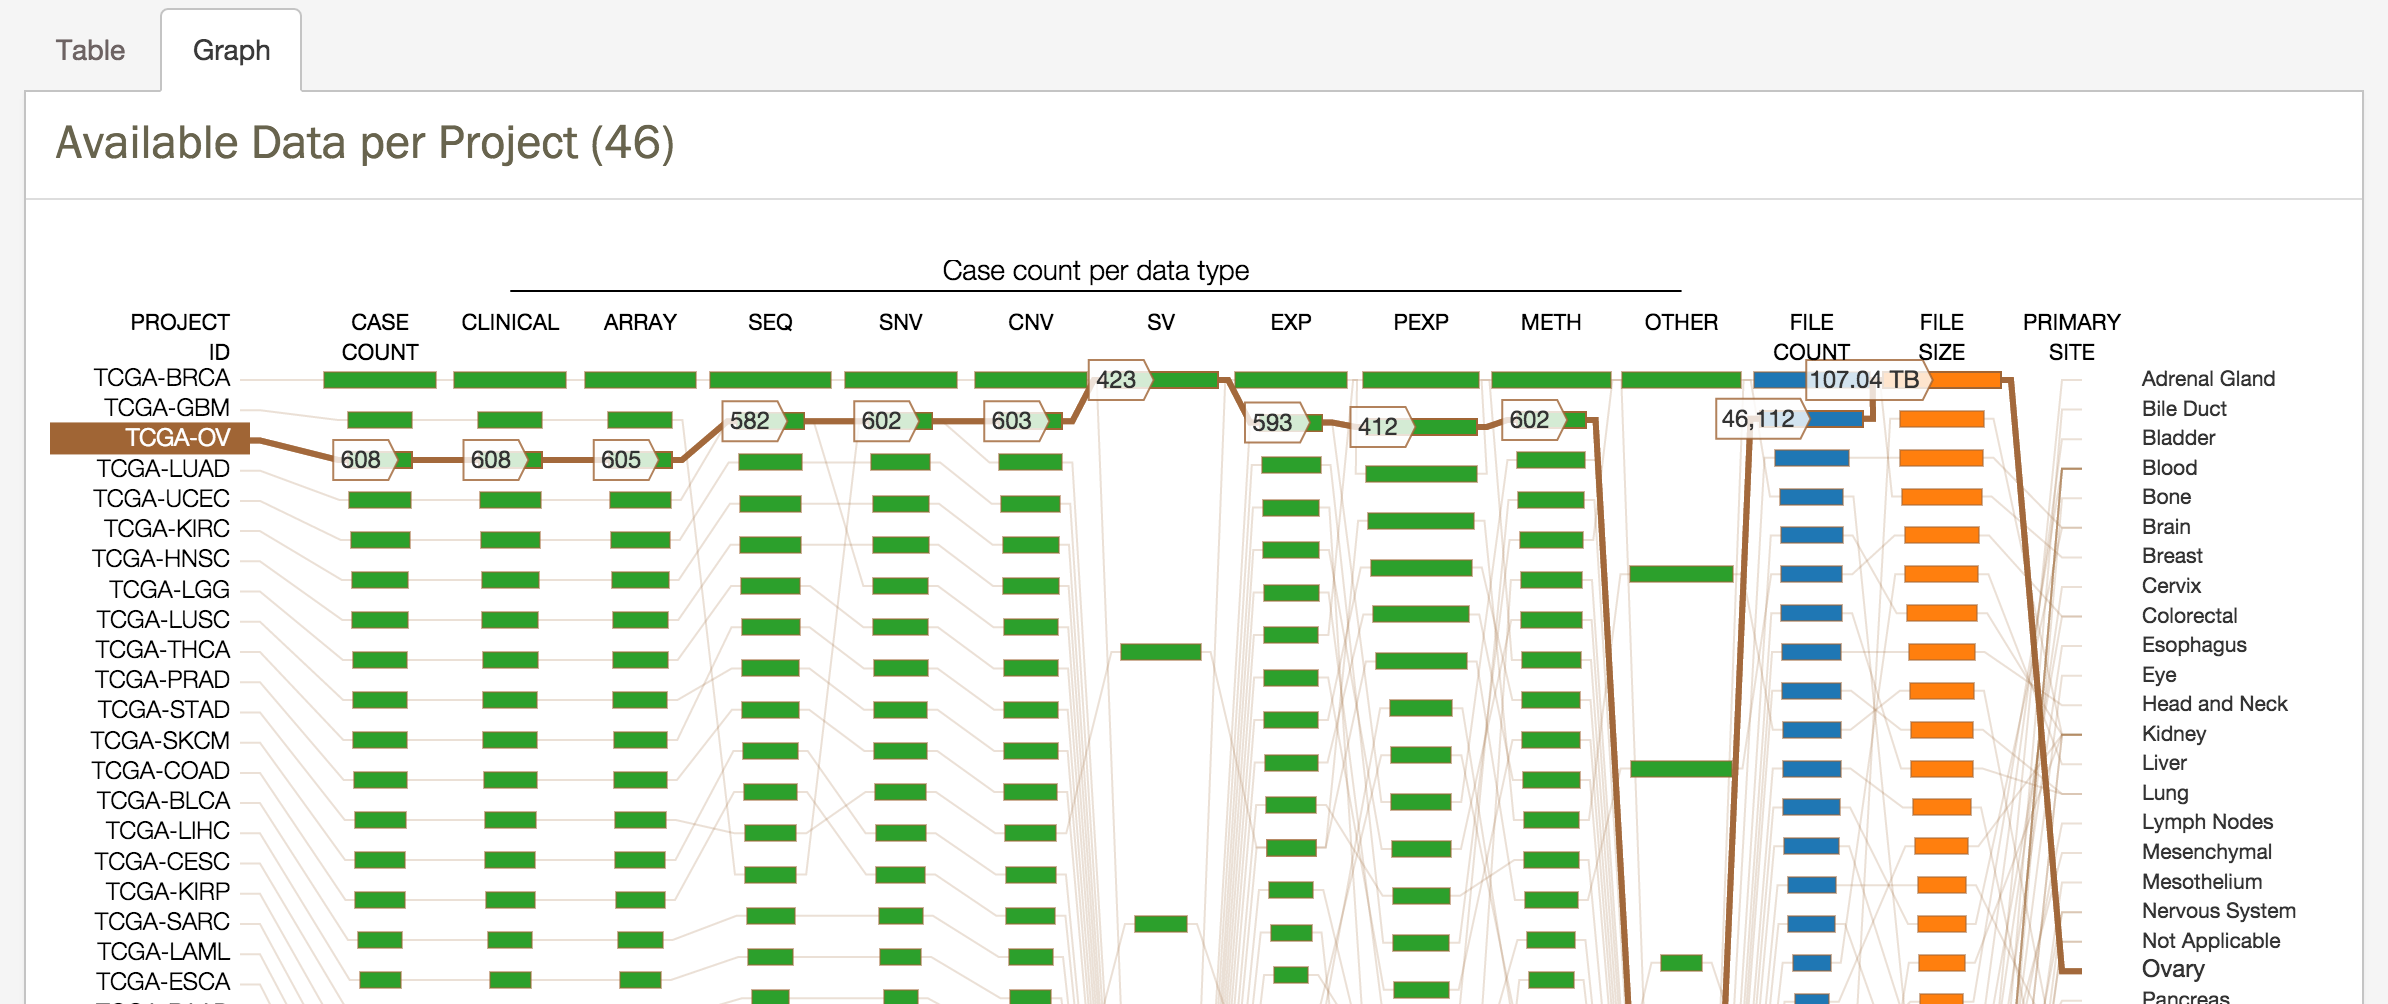 Table
Graph
Available Data per Project (46)
Case count per data type
PROJECT ID
CASE COUNT
CLINICAL
ARRAY
SEQ
SNV
CNV
SV
EXP
PEXP
METH
OTHER
FILE COUNT
FILE SIZE
PRIMARY SITE
TCGA-BRCA
TCGA-GBM
TCGA-OV
TCGA-LUAD
TCGA-UCEC
TCGA-KIRC
TCGA-HNSC
TCGA-LGG
TCGA-LUSC
TCGA-THCA
TCGA-PRAD
TCGA-STAD
TCGA-SKCM
TCGA-COAD
TCGA-BLCA
TCGA-LIHC
TCGA-CESC
TCGA-KIRP
TCGA-SARC
TCGA-LAML
TCGA-ESCA
608
608
605
582
602
603
423
593
412
602
46,112
107.04 TB
Adrenal Gland
Bile Duct
Bladder
Blood
Bone
Brain
Breast
Cervix
Colorectal
Esophagus
Eye
Head and Neck
Kidney
Liver
Lung
Lymph Nodes
Mesenchymal
Mesothelium
Nervous System
Not Applicable
Ovary
Pancreas